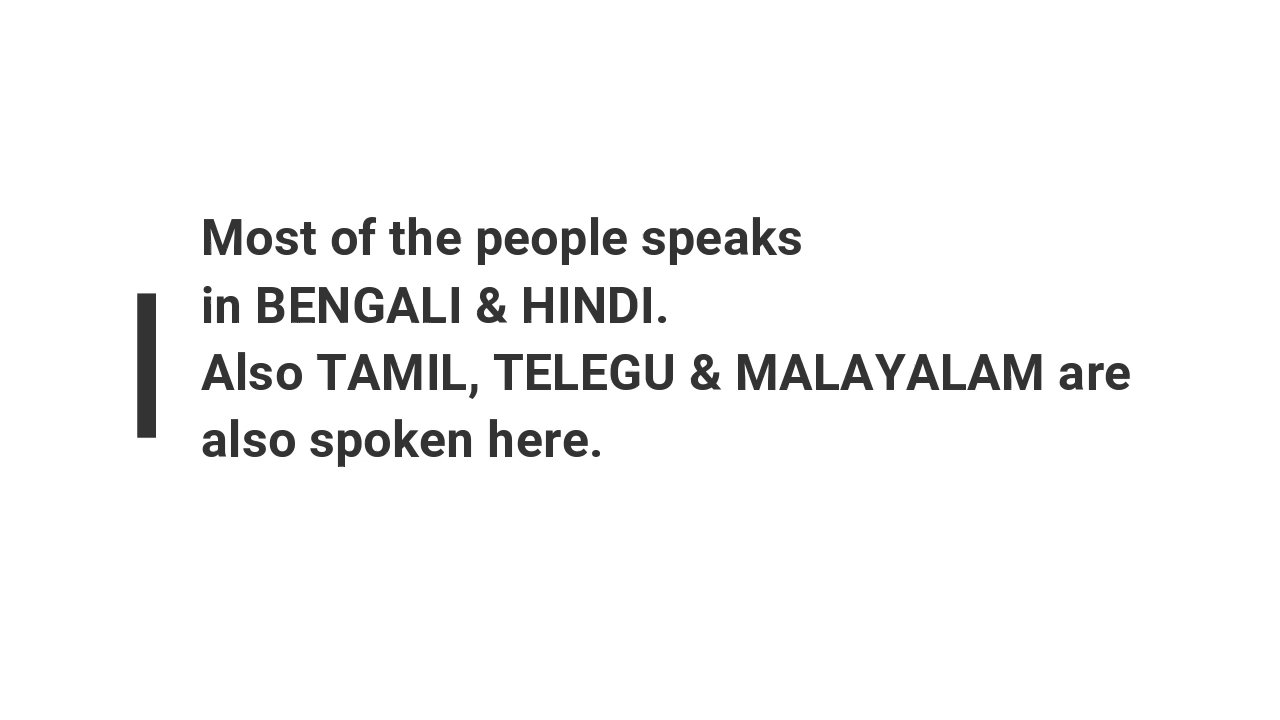 Most of the people speaks
in BENGALI & HINDI.
Also TAMIL, TELEGU & MALAYALAM are
also spoken here.